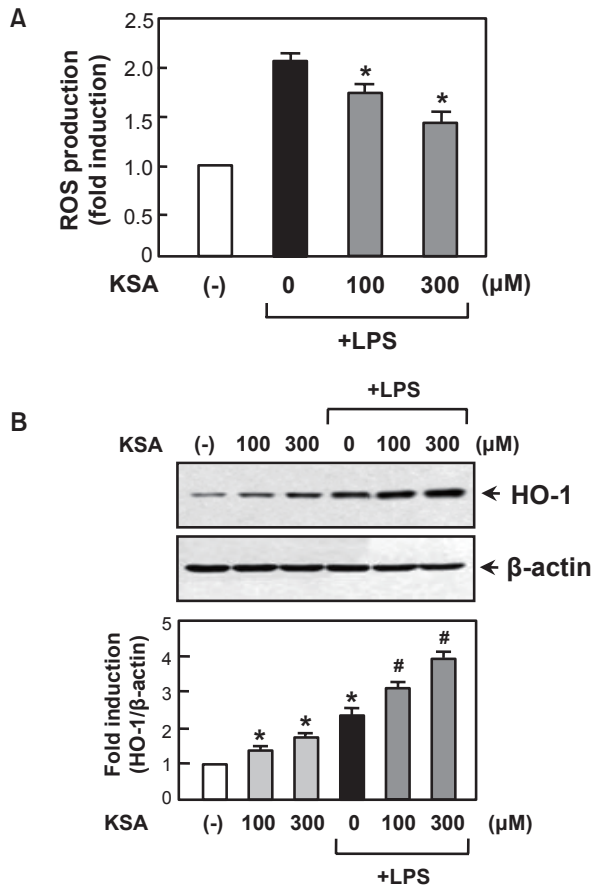 A
ROS production
(fold induction)
2.5
2.0
1.5
1.0
0.5
0
*
*
KSA (-) 0 100 300 (µM)
+LPS
B
+LPS
KSA (-) 100 300 0 100 300 (µM)
HO-1
β-actin
Fold induction
(HO-1/β-actin)
5
4
3
2
1
0
* * * # #
KSA (-) 100 300 0 100 300 (µM)
+LPS